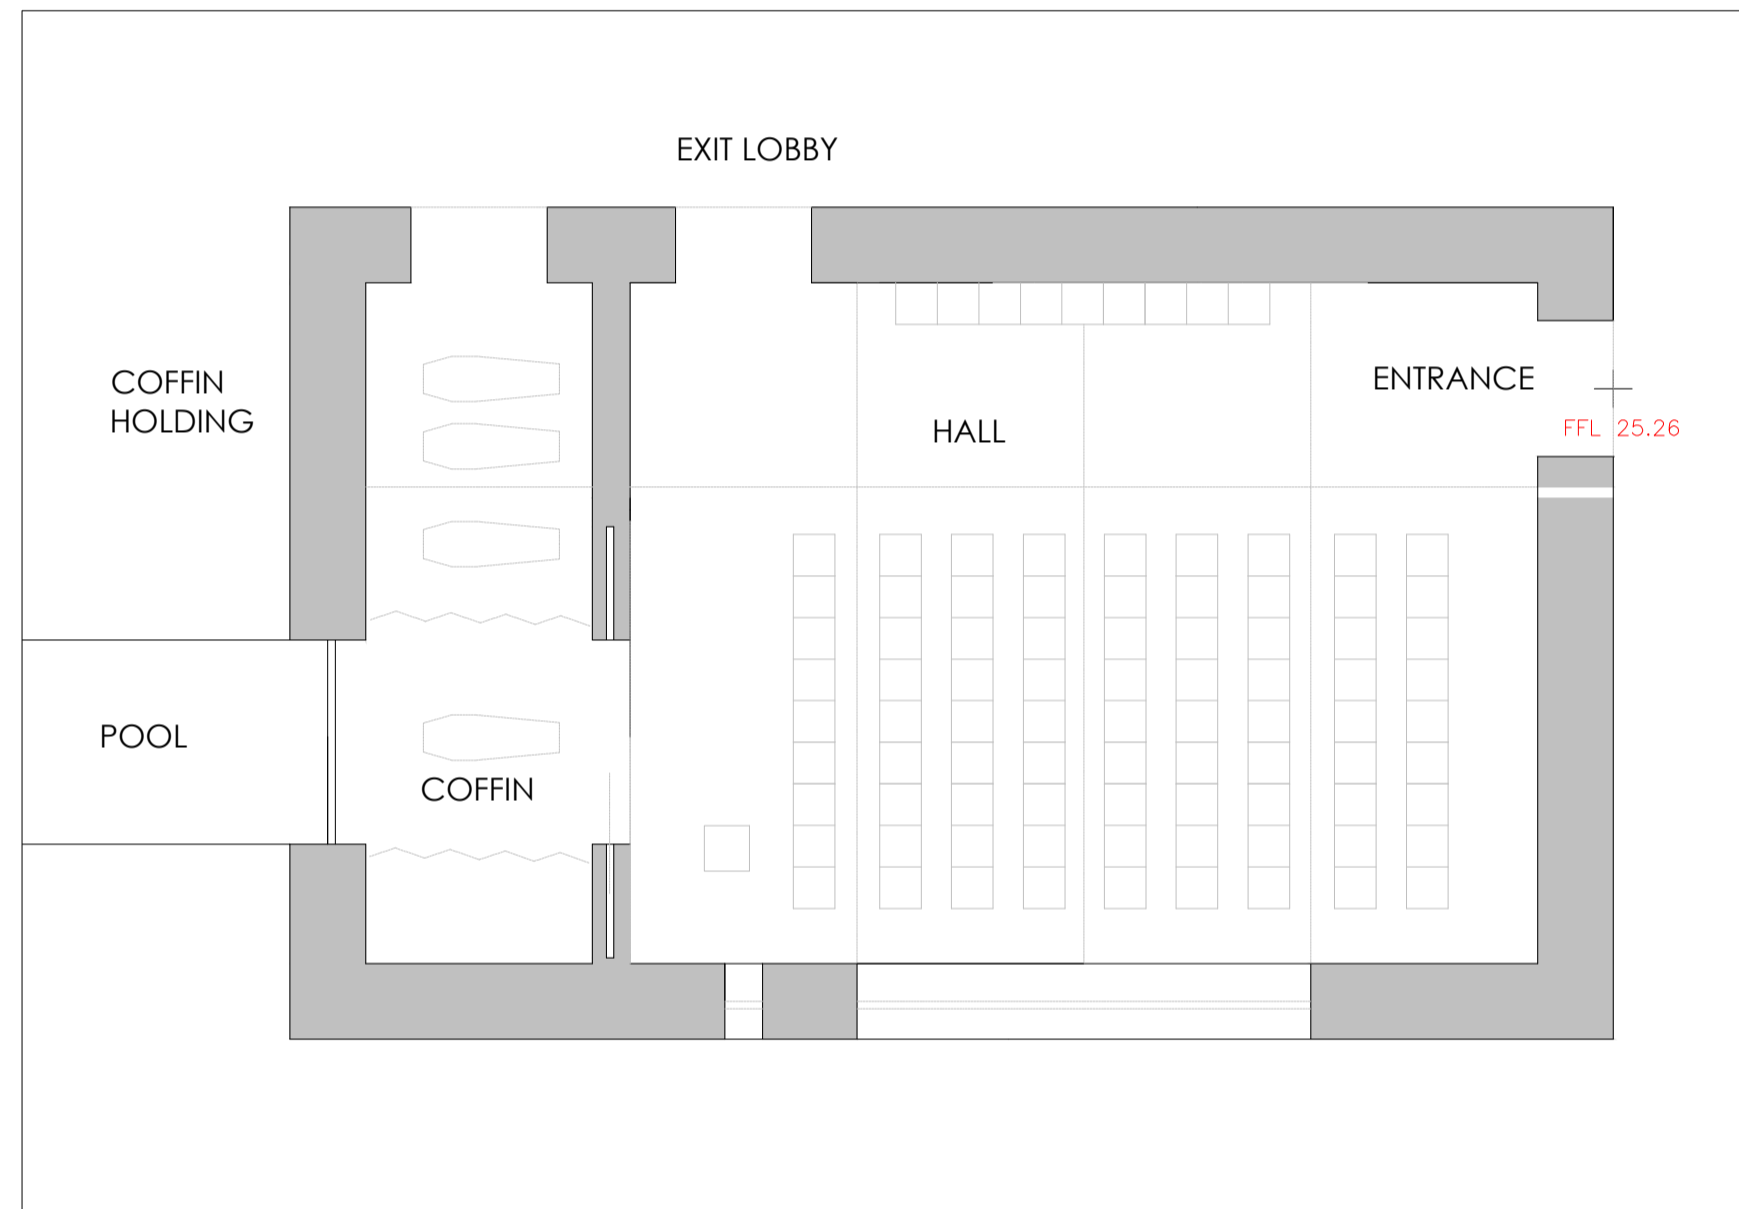 EXIT LOBBY
COFFIN
HOLDING
ENTRANCE
FFL 25.26
HALL
POOL
COFFIN